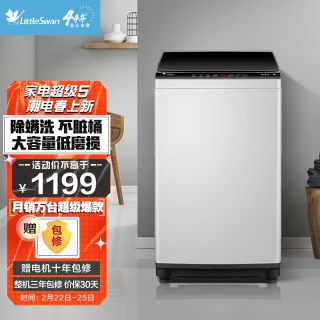 LittleSwan
家电超级5
潮电春上新
除螨洗 不脏桶
大容量低磨损
活动价不高于
¥1199
月销万台超级爆款
赠
包修
赠电机十年包修
整机三年包修 价保30天
时间：2月22日-25日